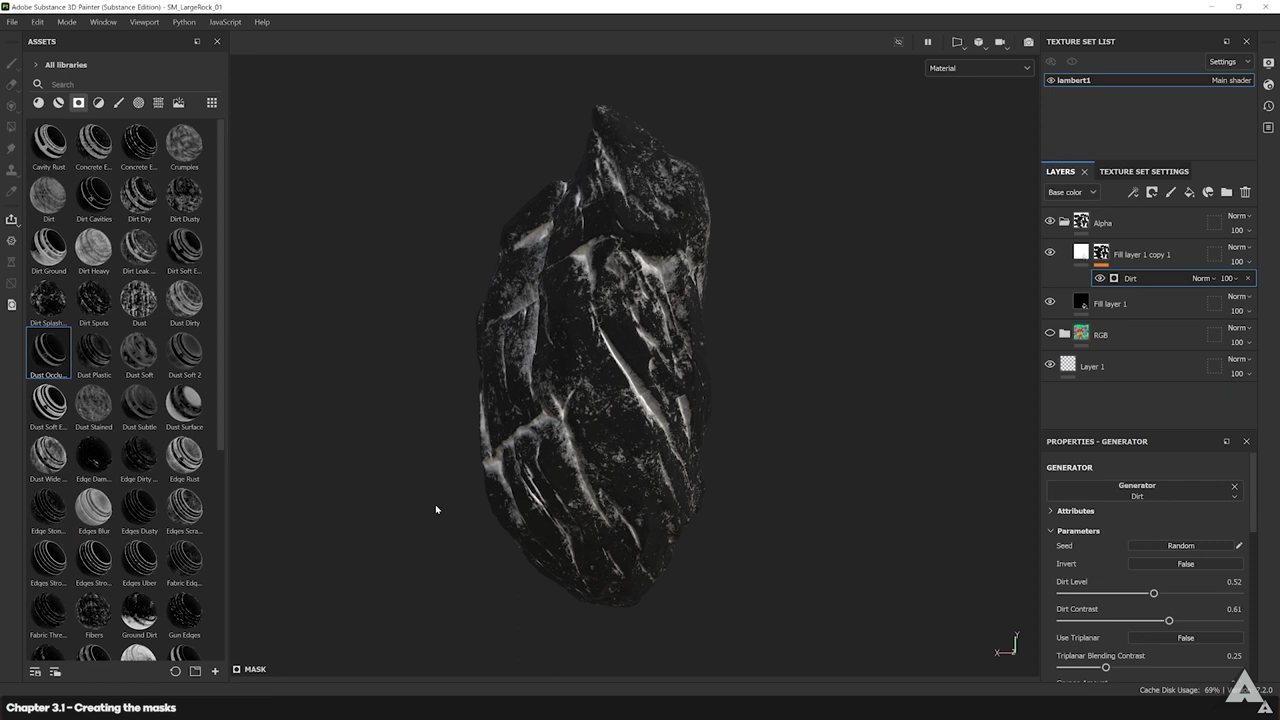 Adobe Substance 3D Painter (Substance Edition) - SM_LargeRock_01
File Edit Mode Window Viewport Python JavaScript Help
ASSETS
All libraries
Search
Cavity Rust Concrete E... Concrete E... Crumples
Dirt Dirt Cavities Dirt Dry Dirt Dusty
Dirt Ground Dirt Heavy Dirt Leak ... Dirt Soft E...
Dirt Splash... Dirt Spots Dust Dust Dirty
Dust Occlu... Dust Plastic Dust Soft Dust Soft 2
Dust Soft E... Dust Stained Dust Subtle Dust Surface
Dust Wide ... Edge Dam... Edge Dirty ... Edge Rust
Edge Ston... Edges Blur Edges Dusty Edges Scra...
Edges Stro... Edges Stro... Edges Uber Fabric Edg...
Fabric Thre... Fibers Ground Dirt Gun Edges
Material
MASK
Y
X
TEXTURE SET LIST
Settings
lambert1 Main shader
LAYERS TEXTURE SET SETTINGS
Base color
Alpha Norm
100
Fill layer 1 copy 1 Norm
100
Dirt Norm 100
Fill layer 1 Norm
100
RGB Norm
100
Layer 1 Norm
100
PROPERTIES - GENERATOR
GENERATOR
Generator
Dirt
Attributes
Parameters
Seed Random
Invert False
Dirt Level 0.52
Dirt Contrast 0.61
Use Triplanar False
Triplanar Blending Contrast 0.25
Cache Disk Usage: 69%
Chapter 3.1 - Creating the masks